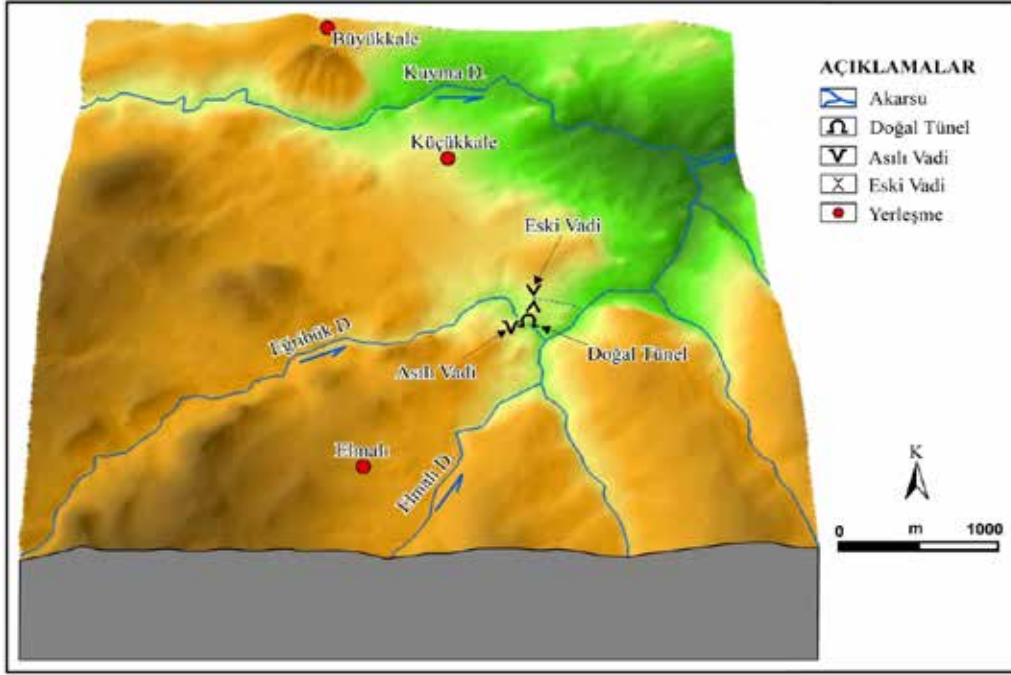 Büyükkale
Kuyma D.
Küçükkale
Eski Vadi
Eğribük D.
Asılı Vadi
Doğal Tünel
Elmalı
Elmalı D.
AÇIKLAMALAR
Akarsu
Doğal Tünel
Asılı Vadi
Eski Vadi
Yerleşme
K
0 m 1000